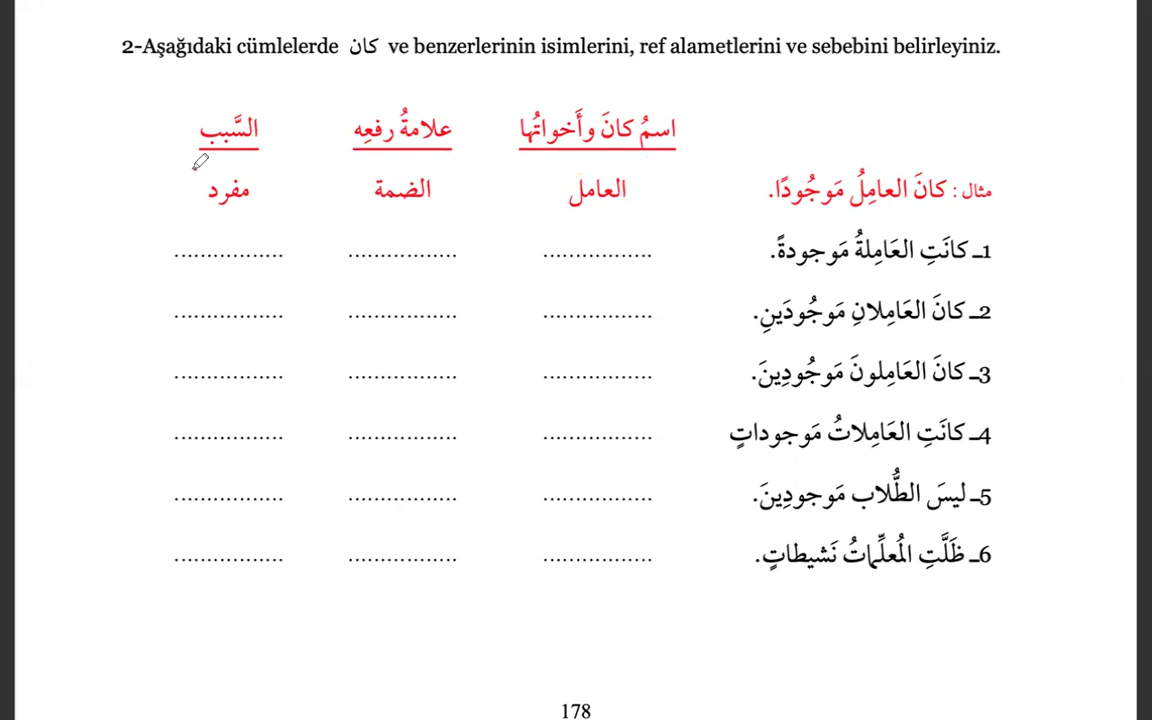 2-Aşağıdaki cümlelerde كان ve benzerlerinin isimlerini, ref alametlerini ve sebebini belirleyiniz.
اسمُ كانَ وأَخواتُها علامةُ رفعِه السَّبب
مثال : كانَ العامِلُ مَوجُودًا. العامل الضمة مفرد
1ـ كانَتِ العَامِلةُ مَوجودةً. ................. ................. .................
2ـ كانَ العَامِلانِ مَوجُودَينِ. ................. ................. .................
3ـ كانَ العَامِلونَ مَوجُودِينَ. ................. ................. .................
4ـ كانَتِ العَامِلاتُ مَوجوداتٍ ................. ................. .................
5ـ ليسَ الطُّلاب مَوجودِينَ. ................. ................. .................
6ـ ظَلَّتِ المُعلِّماتُ نَشيطاتٍ. ................. ................. .................
178